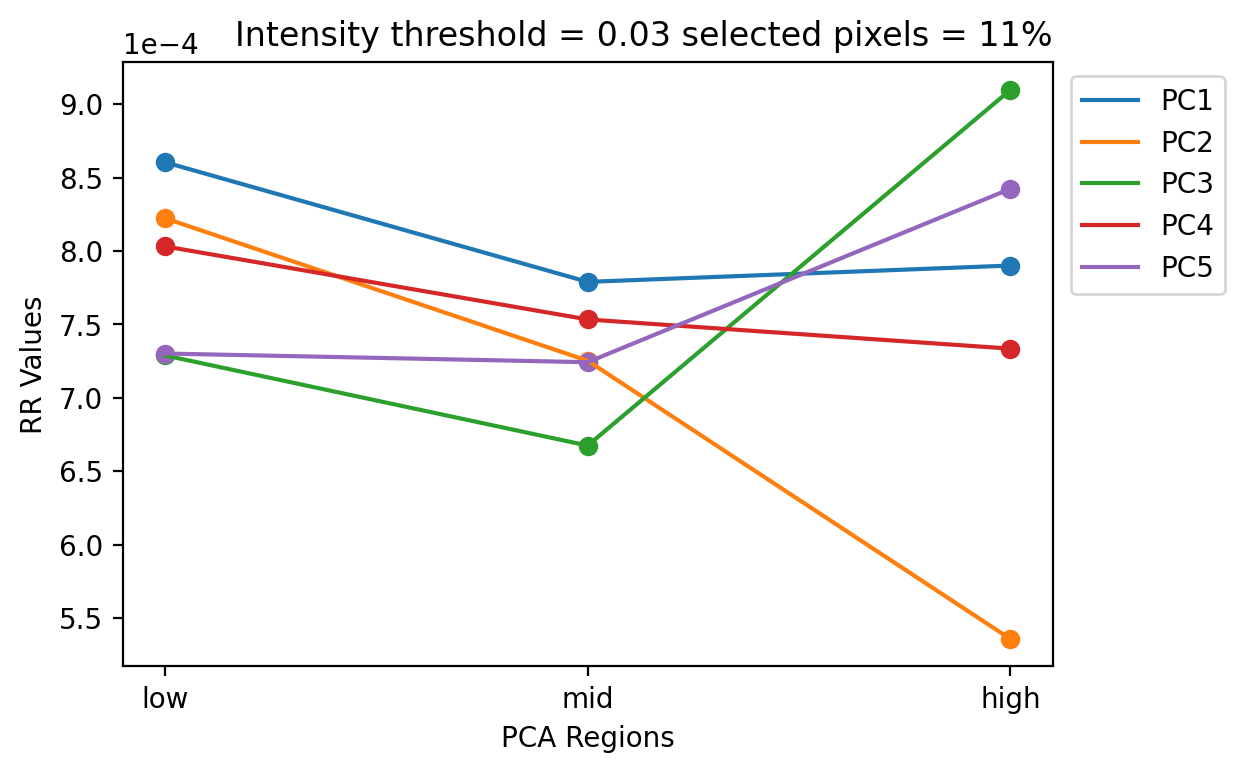 Intensity threshold = 0.03 selected pixels = 11%
1e−4
9.0
8.5
8.0
7.5
7.0
6.5
6.0
5.5
RR Values
low
mid
high
PCA Regions
PC1
PC2
PC3
PC4
PC5